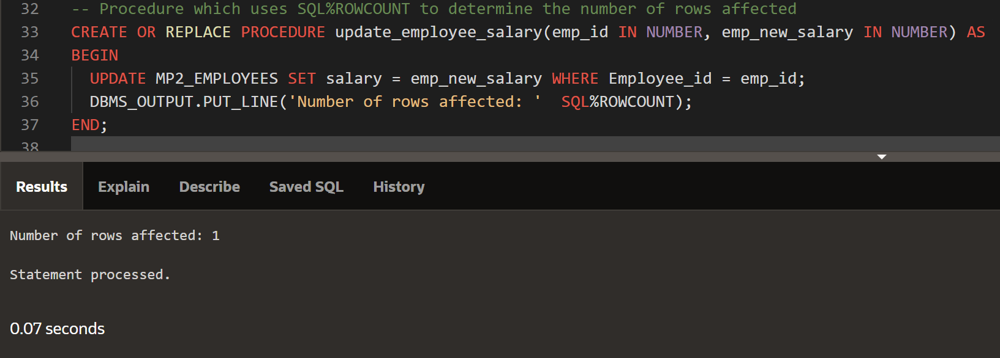 32 -- Procedure which uses SQL%ROWCOUNT to determine the number of rows affected
33 CREATE OR REPLACE PROCEDURE update_employee_salary(emp_id IN NUMBER, emp_new_salary IN NUMBER) AS
34 BEGIN
35 UPDATE MP2_EMPLOYEES SET salary = emp_new_salary WHERE Employee_id = emp_id;
36 DBMS_OUTPUT.PUT_LINE('Number of rows affected: '  SQL%ROWCOUNT);
37 END;
38
Results Explain Describe Saved SQL History
Number of rows affected: 1
Statement processed.
0.07 seconds